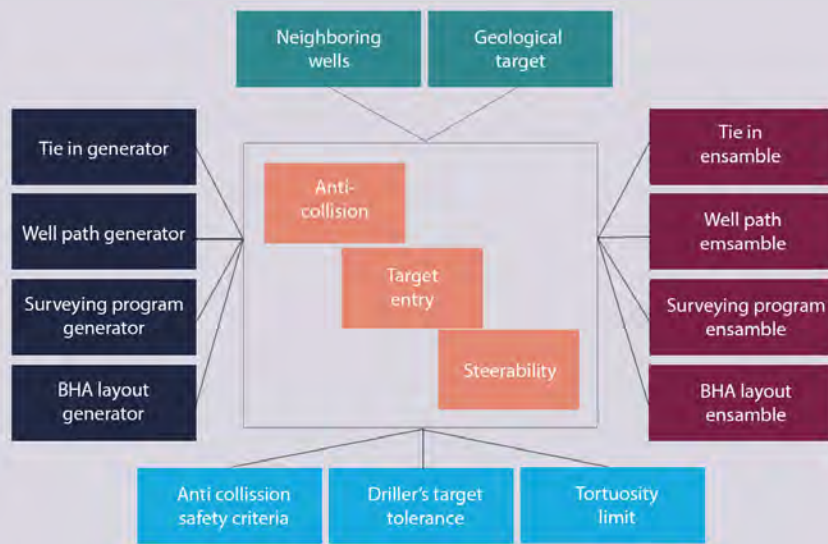 Neighboring
wells
Geological
target
Tie in generator
Well path generator
Surveying program
generator
BHA layout
generator
Anti-
collision
Target
entry
Steerability
Tie in
ensamble
Well path
emsamble
Surveying program
ensamble
BHA layout
ensamble
Anti collission
safety criteria
Driller's target
tolerance
Tortuosity
limit